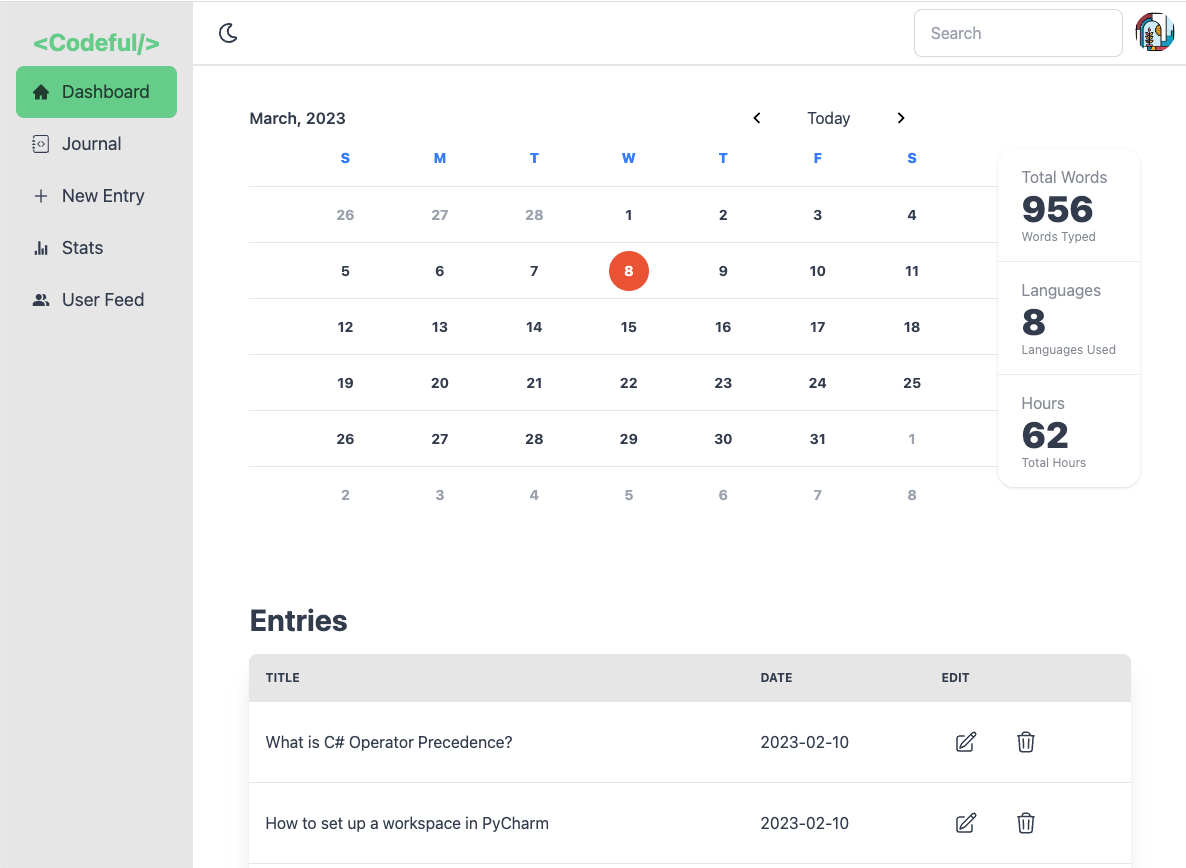 <Codeful/>
Dashboard
Journal
New Entry
Stats
User Feed
Search
March, 2023
Today
S M T W T F S
26 27 28 1 2 3 4
5 6 7 8 9 10 11
12 13 14 15 16 17 18
19 20 21 22 23 24 25
26 27 28 29 30 31 1
2 3 4 5 6 7 8
Total Words
956
Words Typed
Languages
8
Languages Used
Hours
62
Total Hours
Entries
TITLE DATE EDIT
What is C# Operator Precedence? 2023-02-10
How to set up a workspace in PyCharm 2023-02-10